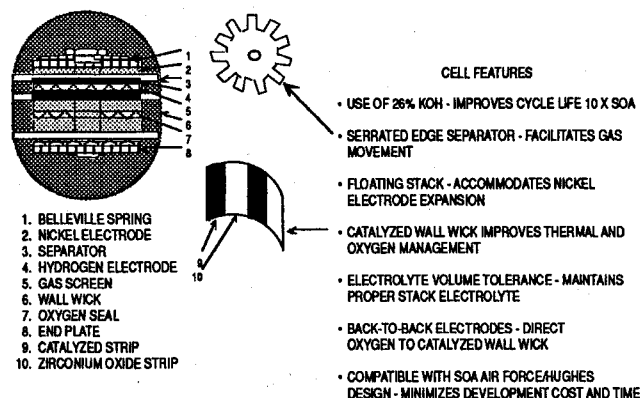 1
2
3
4
5
6
7
8
1. BELLEVILLE SPRING
2. NICKEL ELECTRODE
3. SEPARATOR
4. HYDROGEN ELECTRODE
5. GAS SCREEN
6. WALL WICK
7. OXYGEN SEAL
8. END PLATE
9. CATALYZED STRIP
10. ZIRCONIUM OXIDE STRIP
9
10
CELL FEATURES
• USE OF 26% KOH - IMPROVES CYCLE LIFE 10 X SOA
• SERRATED EDGE SEPARATOR - FACILITATES GAS
MOVEMENT
• FLOATING STACK - ACCOMMODATES NICKEL
ELECTRODE EXPANSION
• CATALYZED WALL WICK IMPROVES THERMAL AND
OXYGEN MANAGEMENT
• ELECTROLYTE VOLUME TOLERANCE - MAINTAINS
PROPER STACK ELECTROLYTE
• BACK-TO-BACK ELECTRODES - DIRECT
OXYGEN TO CATALYZED WALL WICK
• COMPATIBLE WITH SOA AIR FORCE/HUGHES
DESIGN - MINIMIZES DEVELOPMENT COST AND TIME